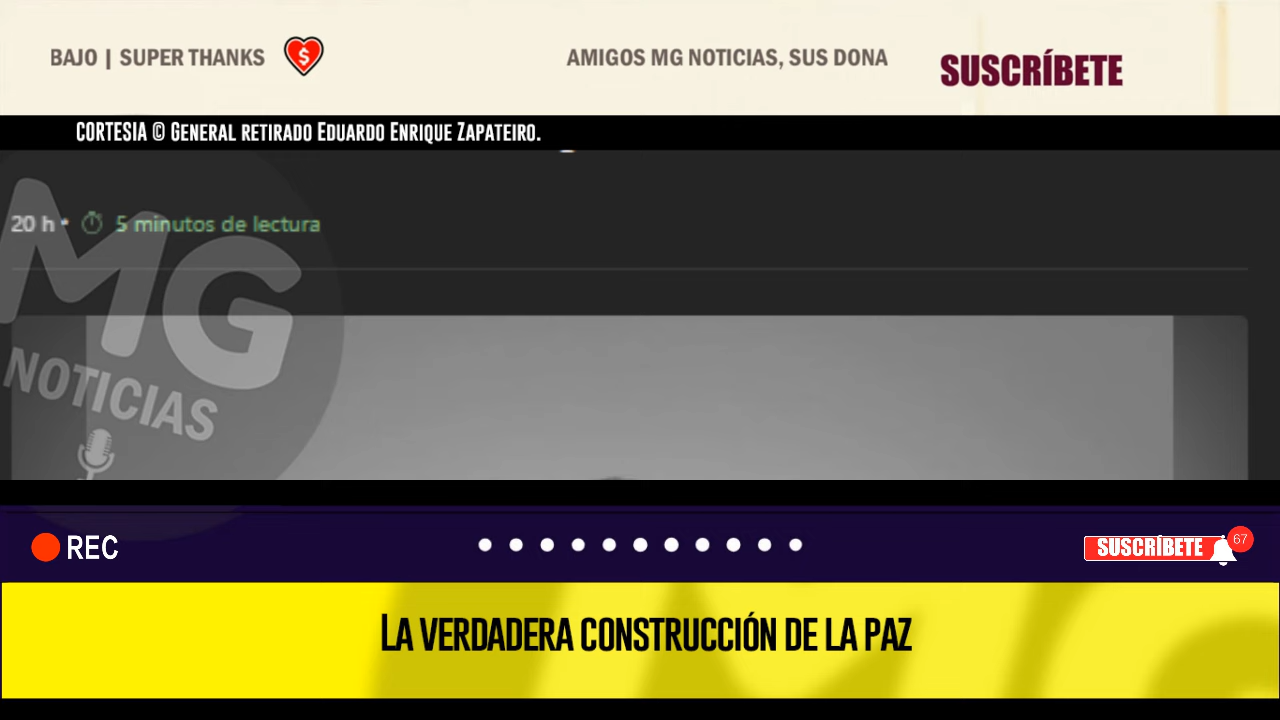 BAJO | SUPER THANKS
AMIGOS MG NOTICIAS, SUS DONA
SUSCRÍBETE
CORTESIA © GENERAL RETIRADO EDUARDO ENRIQUE ZAPATEIRO.
20 h • 5 minutos de lectura
MG
NOTICIAS
REC
SUSCRÍBETE
67
LA VERDADERA CONSTRUCCIÓN DE LA PAZ